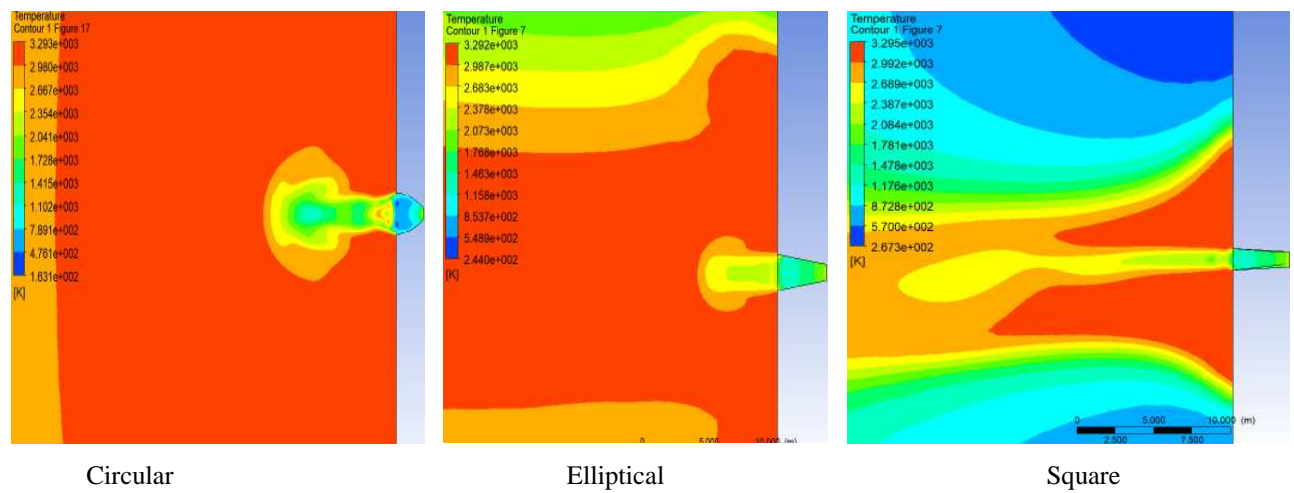 Temperature
Contour 1 Figure 17
3.293e+003
2.980e+003
2.667e+003
2.354e+003
2.041e+003
1.728e+003
1.415e+003
1.102e+003
7.891e+002
4.761e+002
1.631e+002
[K]
Temperature
Contour 1 Figure 7
3.292e+003
2.987e+003
2.683e+003
2.378e+003
2.073e+003
1.768e+003
1.463e+003
1.158e+003
8.537e+002
5.489e+002
2.440e+002
[K]
0 5.000 10.000 (m)
Temperature
Contour 1 Figure 7
3.295e+003
2.992e+003
2.689e+003
2.387e+003
2.084e+003
1.781e+003
1.478e+003
1.176e+003
8.728e+002
5.700e+002
2.673e+002
[K]
0 5.000 10.000 (m)
2.500 7.500
Circular
Elliptical
Square